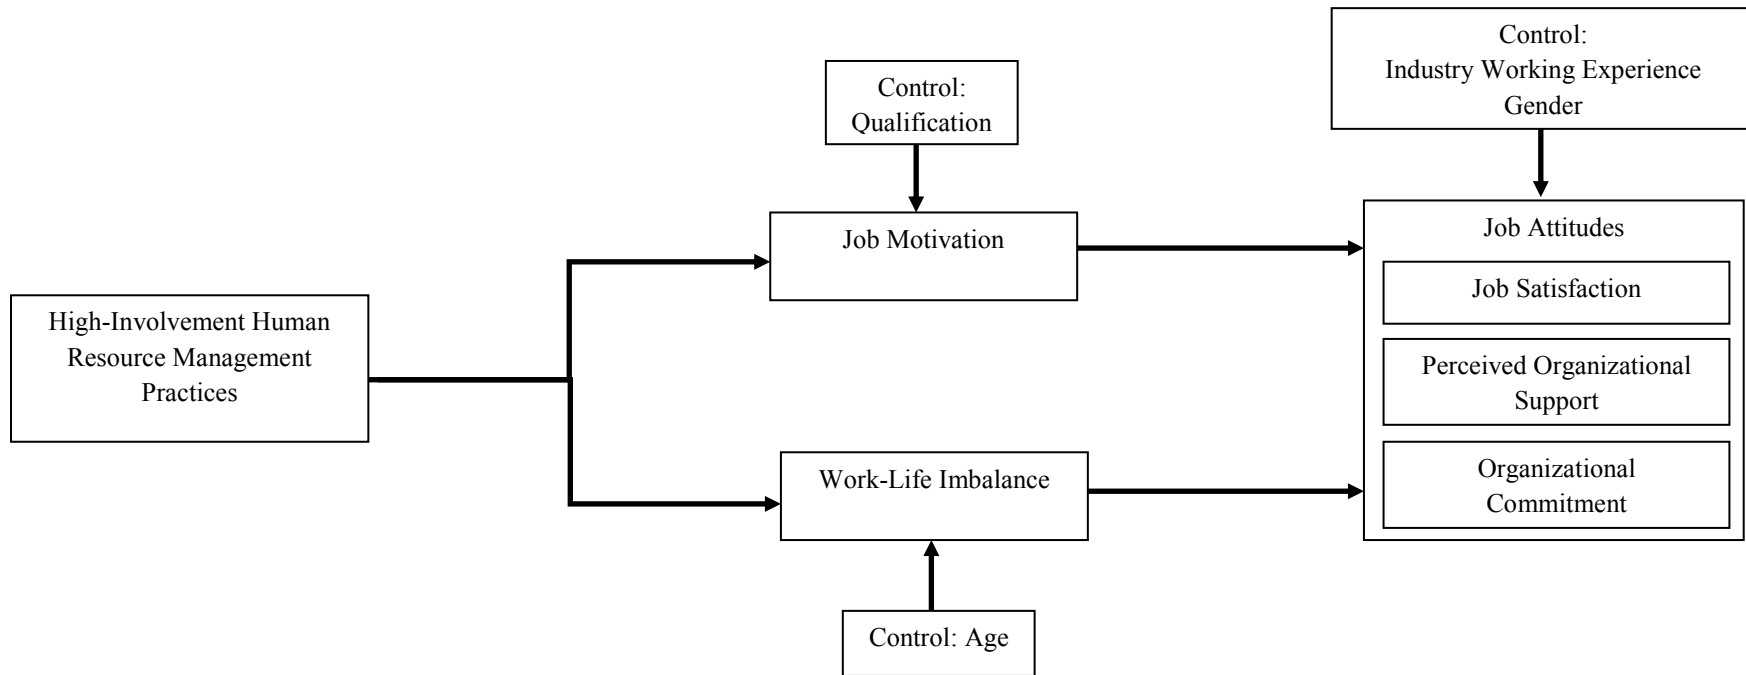 Control:
Industry Working Experience
Gender
Control:
Qualification
Job Motivation
Job Attitudes
Job Satisfaction
High-Involvement Human
Resource Management
Practices
Perceived Organizational
Support
Work-Life Imbalance
Organizational
Commitment
Control: Age